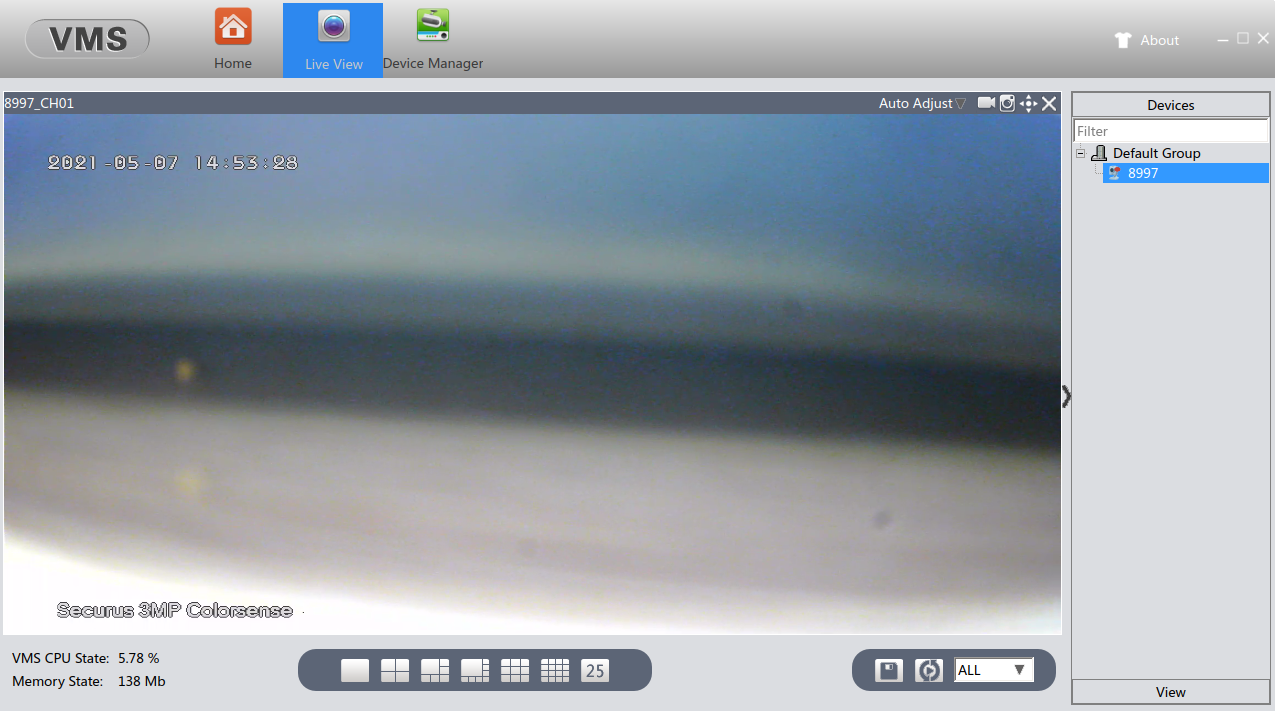 VMS
Home
Live View
Device Manager
About
8997_CH01
Auto Adjust
2021-05-07 14:53:28
Securus 3MP Colorsense .
Devices
Filter
Default Group
8997
VMS CPU State: 5.78 %
Memory State: 138 Mb
25
ALL
View